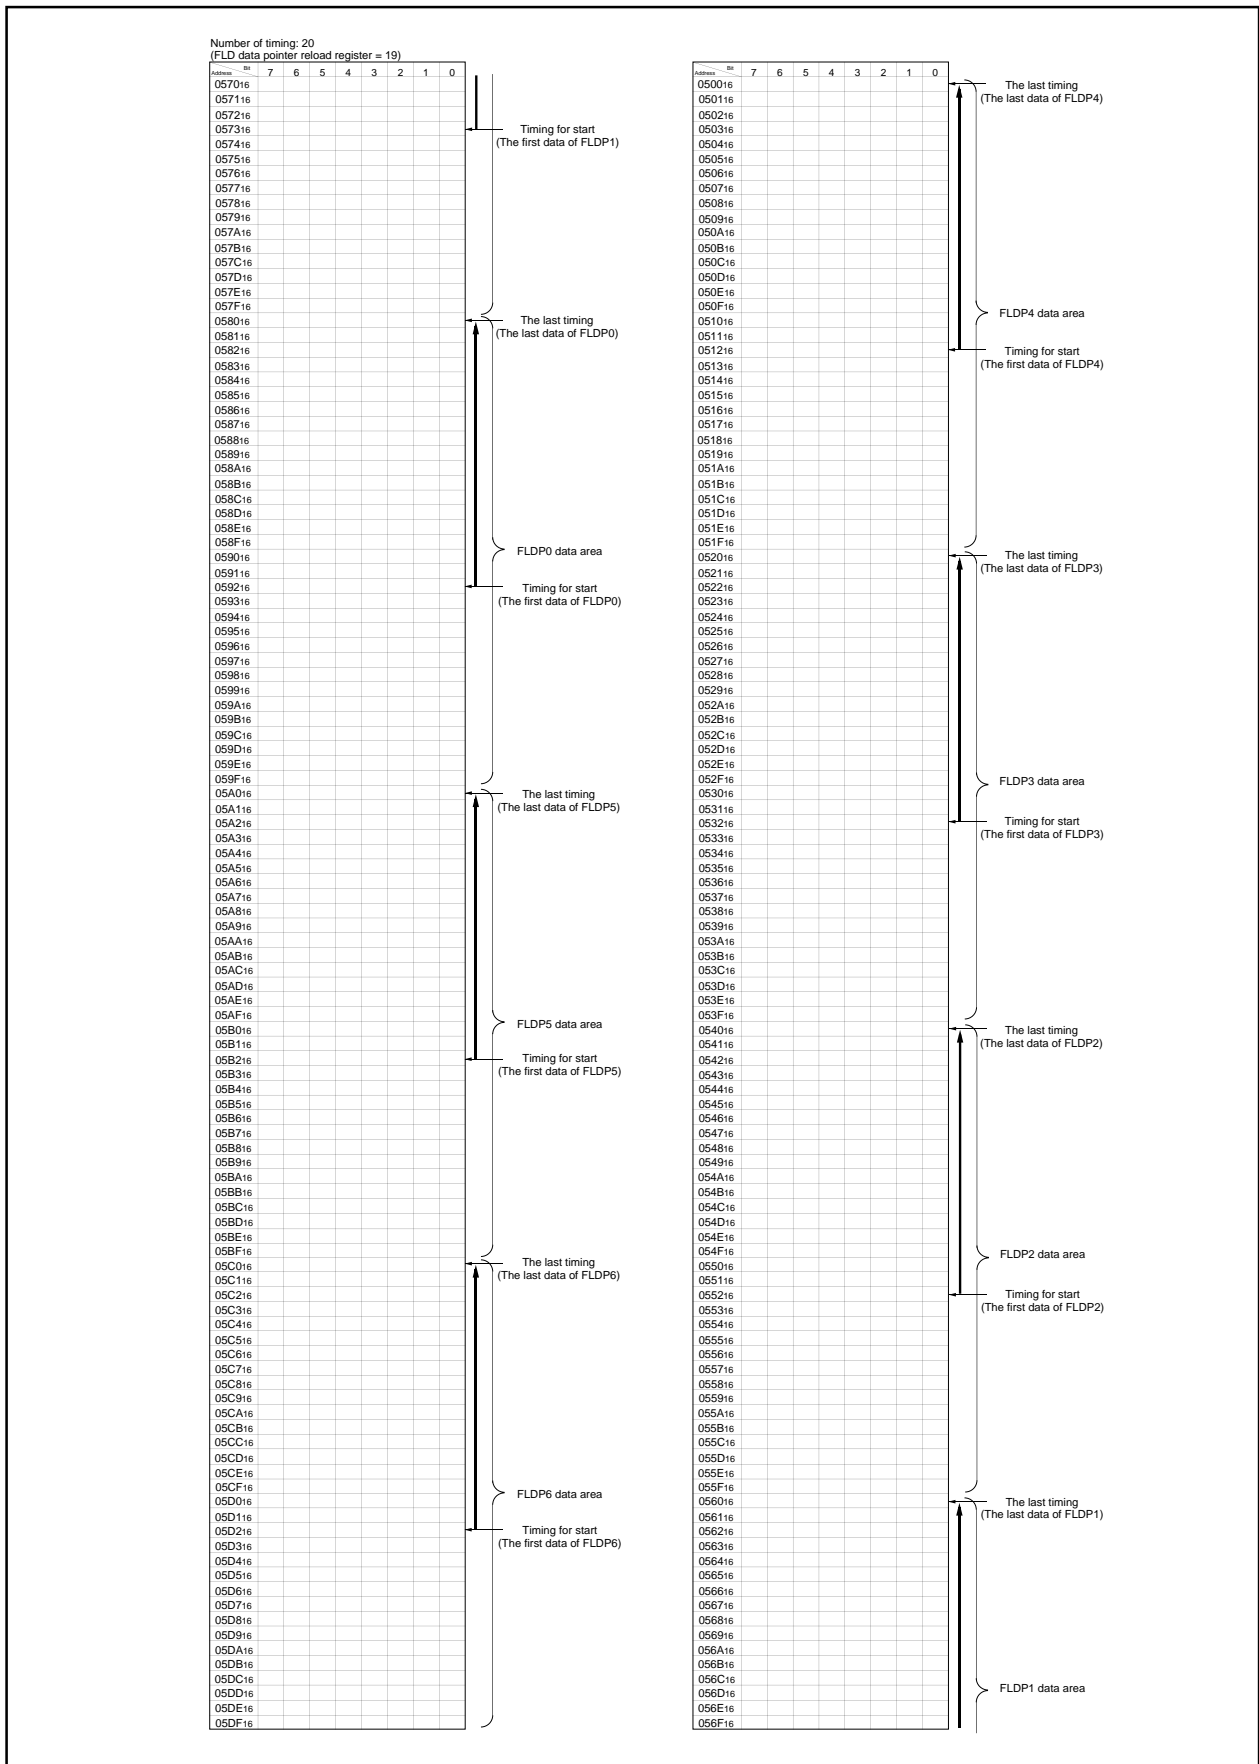 Number of timing: 20
(FLD data pointer reload register = 19)
Bit
Address 7 6 5 4 3 2 1 0
057016
057116
057216
057316
Timing for start
(The first data of FLDP1)
057416
057516
057616
057716
057816
057916
057A16
057B16
057C16
057D16
057E16
057F16
058016
The last timing
(The last data of FLDP0)
058116
058216
058316
058416
058516
058616
058716
058816
058916
058A16
058B16
058C16
058D16
058E16
058F16
FLDP0 data area
059016
059116
059216
Timing for start
(The first data of FLDP0)
059316
059416
059516
059616
059716
059816
059916
059A16
059B16
059C16
059D16
059E16
059F16
05A016
The last timing
(The last data of FLDP5)
05A116
05A216
05A316
05A416
05A516
05A616
05A716
05A816
05A916
05AA16
05AB16
05AC16
05AD16
05AE16
05AF16
FLDP5 data area
05B016
05B116
05B216
Timing for start
(The first data of FLDP5)
05B316
05B416
05B516
05B616
05B716
05B816
05B916
05BA16
05BB16
05BC16
05BD16
05BE16
05BF16
05C016
The last timing
(The last data of FLDP6)
05C116
05C216
05C316
05C416
05C516
05C616
05C716
05C816
05C916
05CA16
05CB16
05CC16
05CD16
05CE16
05CF16
FLDP6 data area
05D016
05D116
05D216
Timing for start
(The first data of FLDP6)
05D316
05D416
05D516
05D616
05D716
05D816
05D916
05DA16
05DB16
05DC16
05DD16
05DE16
05DF16
Bit
Address 7 6 5 4 3 2 1 0
050016
The last timing
(The last data of FLDP4)
050116
050216
050316
050416
050516
050616
050716
050816
050916
050A16
050B16
050C16
050D16
050E16
050F16
FLDP4 data area
051016
051116
051216
Timing for start
(The first data of FLDP4)
051316
051416
051516
051616
051716
051816
051916
051A16
051B16
051C16
051D16
051E16
051F16
052016
The last timing
(The last data of FLDP3)
052116
052216
052316
052416
052516
052616
052716
052816
052916
052A16
052B16
052C16
052D16
052E16
052F16
FLDP3 data area
053016
053116
053216
Timing for start
(The first data of FLDP3)
053316
053416
053516
053616
053716
053816
053916
053A16
053B16
053C16
053D16
053E16
053F16
054016
The last timing
(The last data of FLDP2)
054116
054216
054316
054416
054516
054616
054716
054816
054916
054A16
054B16
054C16
054D16
054E16
054F16
FLDP2 data area
055016
055116
055216
Timing for start
(The first data of FLDP2)
055316
055416
055516
055616
055716
055816
055916
055A16
055B16
055C16
055D16
055E16
055F16
056016
The last timing
(The last data of FLDP1)
056116
056216
056316
056416
056516
056616
056716
056816
056916
056A16
056B16
056C16
056D16
FLDP1 data area
056E16
056F16